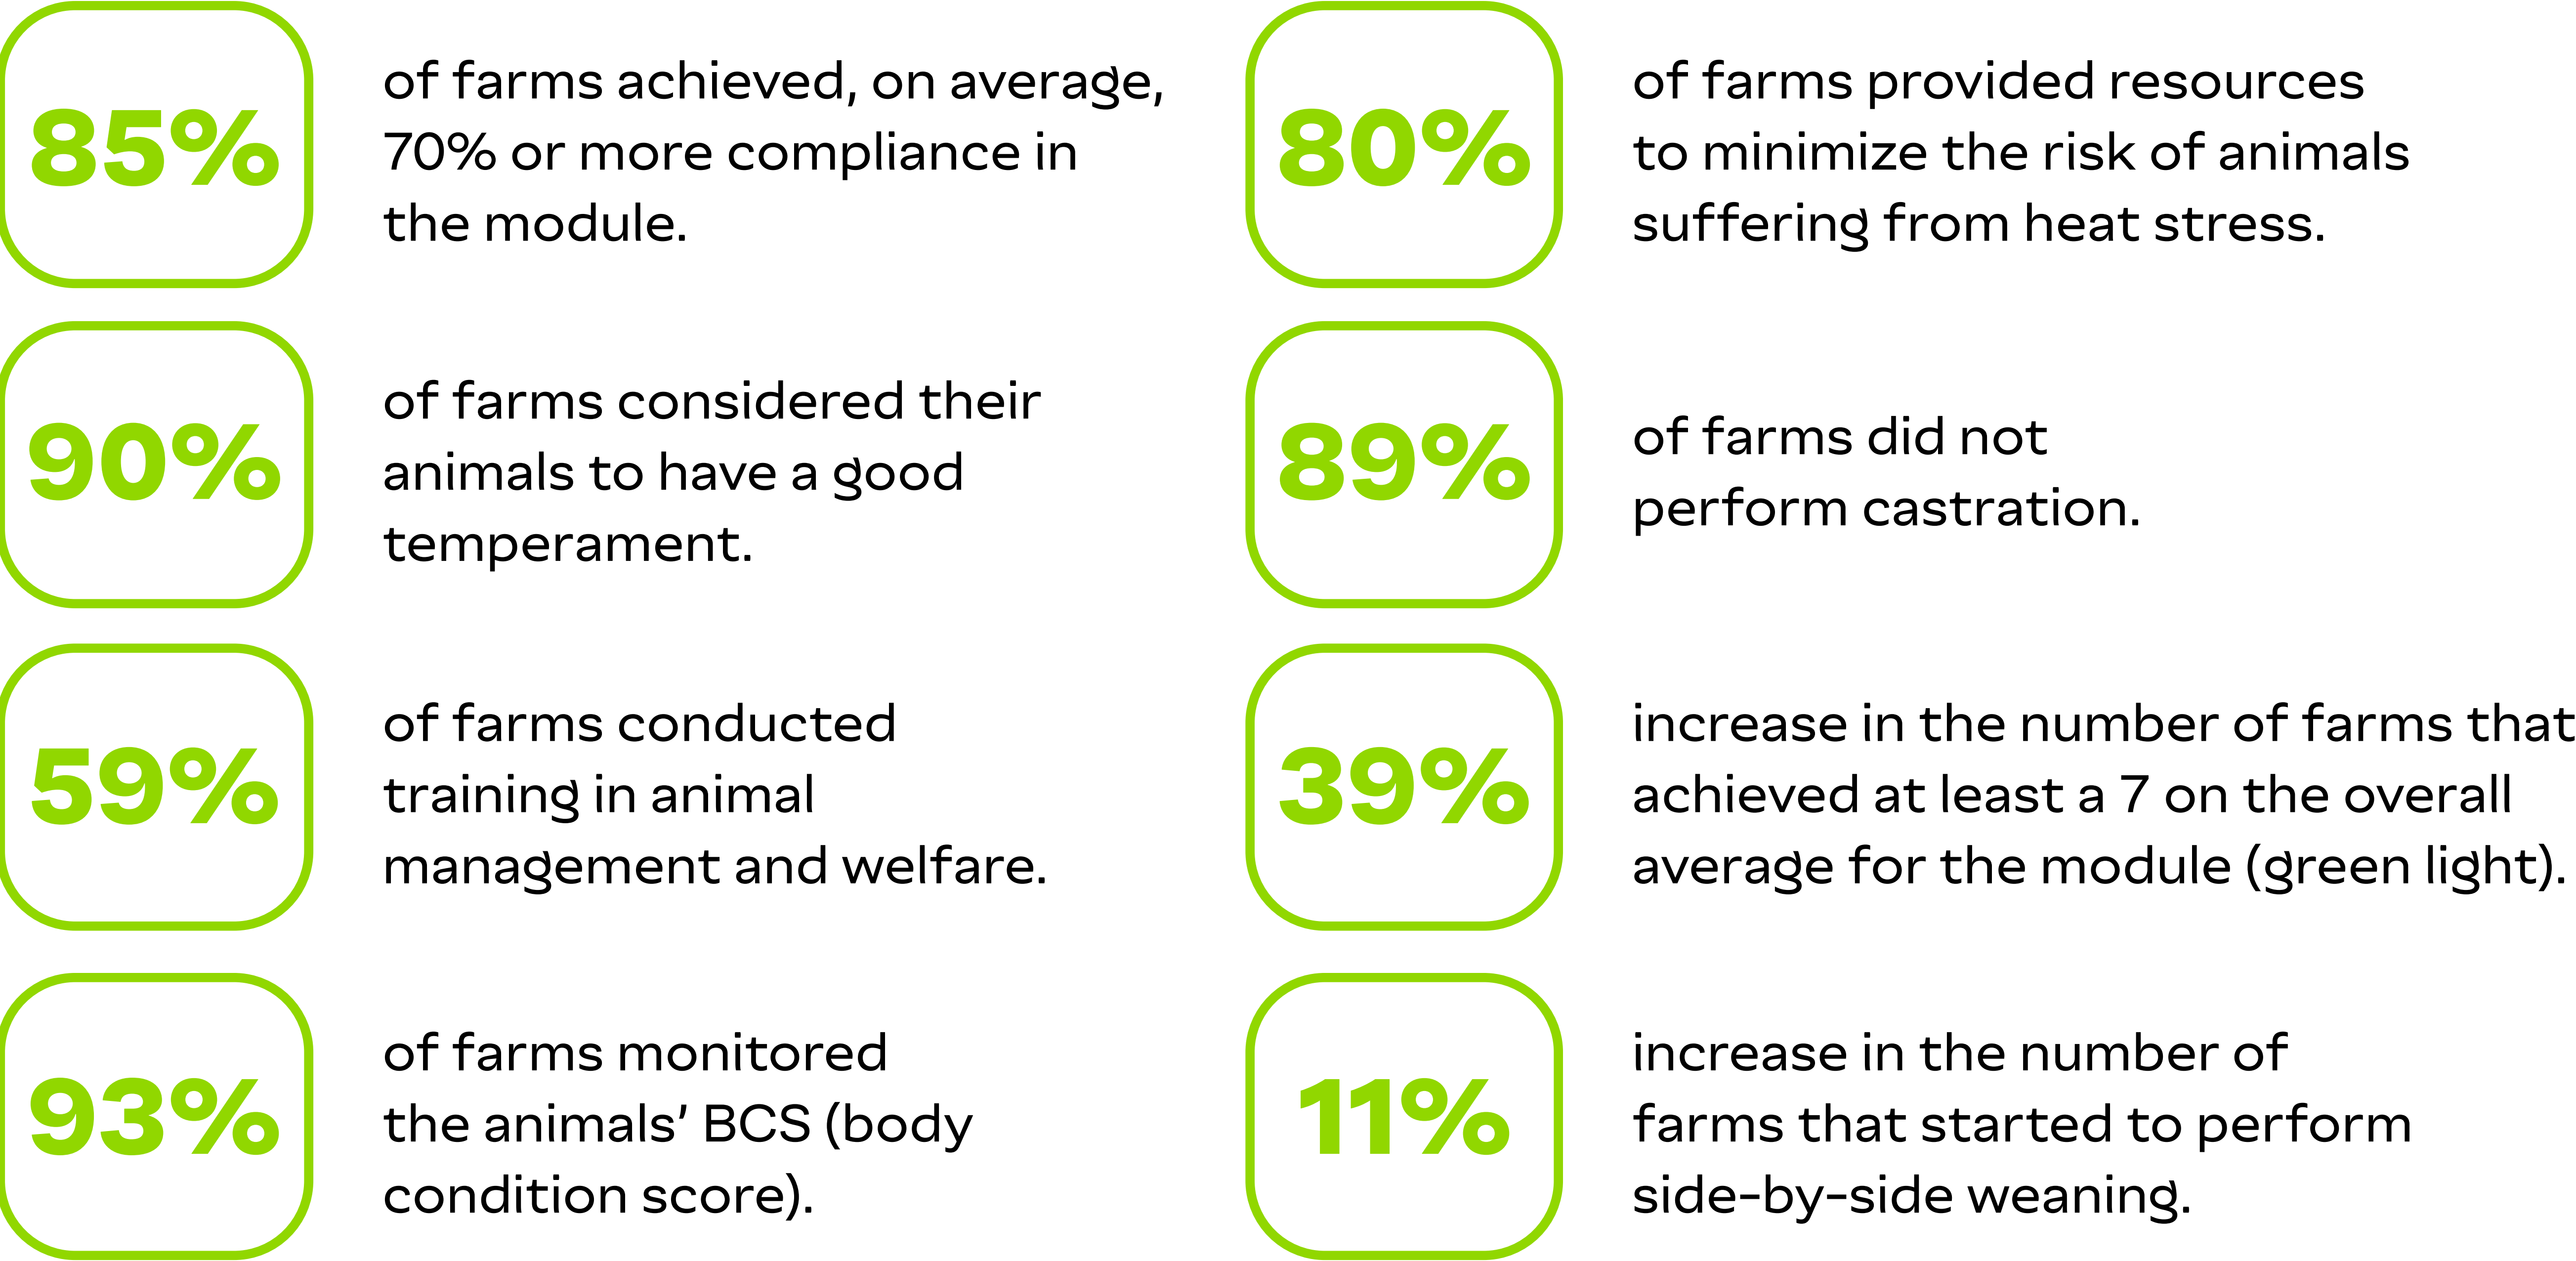 85%
of farms achieved, on average,
70% or more compliance in
the module.
80%
of farms provided resources
to minimize the risk of animals
suffering from heat stress.
90%
of farms considered their
animals to have a good
temperament.
89%
of farms did not
perform castration.
59%
of farms conducted
training in animal
management and welfare.
39%
increase in the number of farms that
achieved at least a 7 on the overall
average for the module (green light).
93%
of farms monitored
the animals’ BCS (body
condition score).
11%
increase in the number of
farms that started to perform
side-by-side weaning.